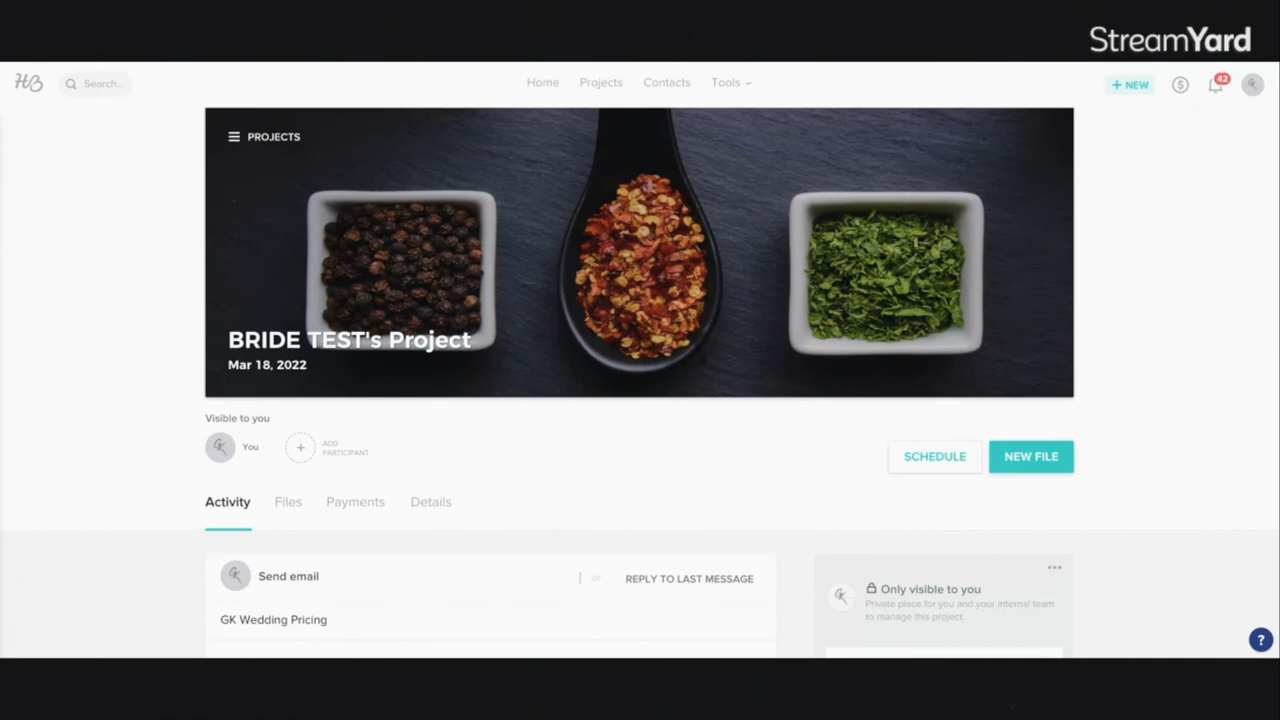 StreamYard
HB
Search...
Home
Projects
Contacts
Tools
+ NEW
42
PROJECTS
BRIDE TEST's Project
Mar 18, 2022
Visible to you
You
ADD
PARTICIPANT
SCHEDULE
NEW FILE
Activity
Files
Payments
Details
Send email
or
REPLY TO LAST MESSAGE
GK Wedding Pricing
Only visible to you
Private place for you and your internal team
to manage this project.
?